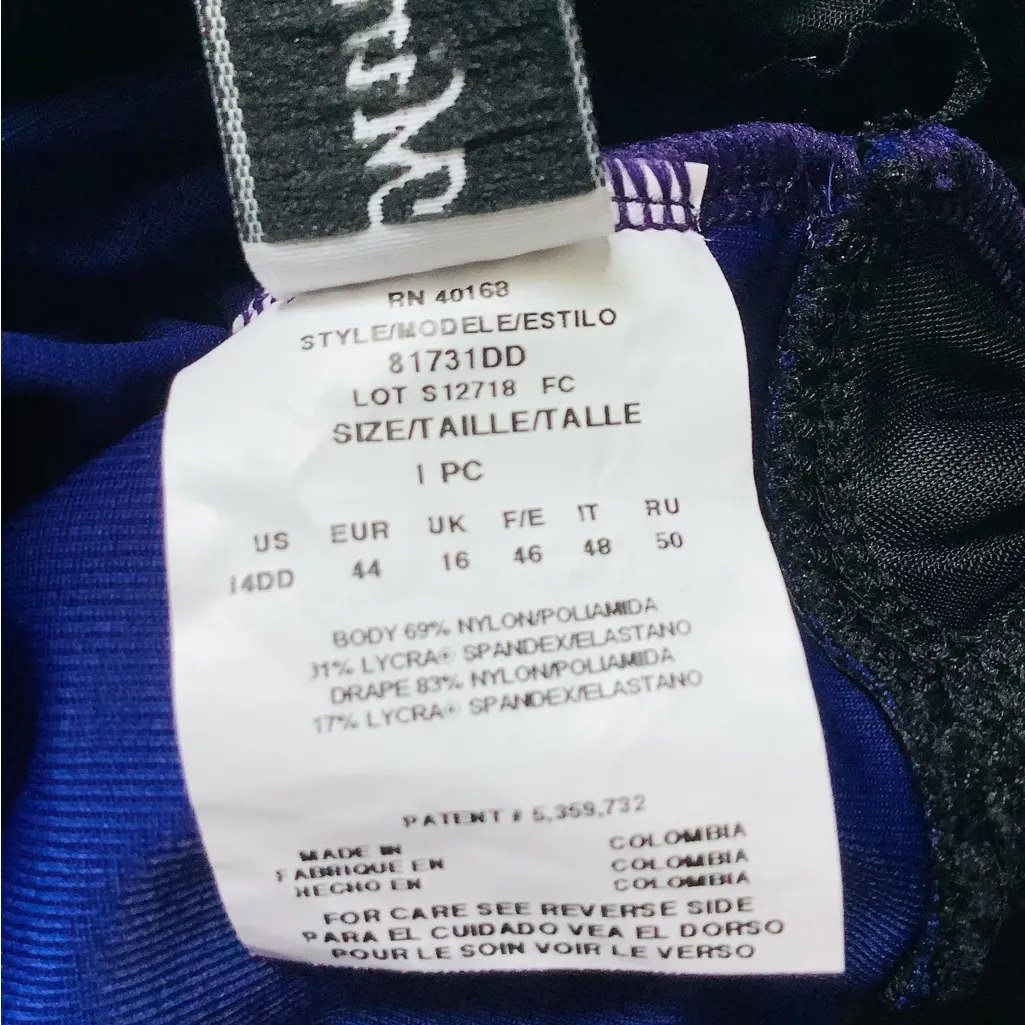 RN 40168
STYLE/MODELE/ESTILO
81731DD
LOT S12718 FC
SIZE/TAILLE/TALLE
1 PC
US EUR UK F/E IT RU
14DD 44 16 46 48 50
BODY 69% NYLON/POLIAMIDA
31% LYCRA® SPANDEX/ELASTANO
DRAPE 83% NYLON/POLIAMIDA
17% LYCRA® SPANDEX/ELASTANO
PATENT # 5,359,732
MADE IN COLOMBIA
FABRIQUE EN COLOMBIA
HECHO EN COLOMBIA
FOR CARE SEE REVERSE SIDE
PARA EL CUIDADO VEA EL DORSO
POUR LE SOIN VOIR LE VERSO